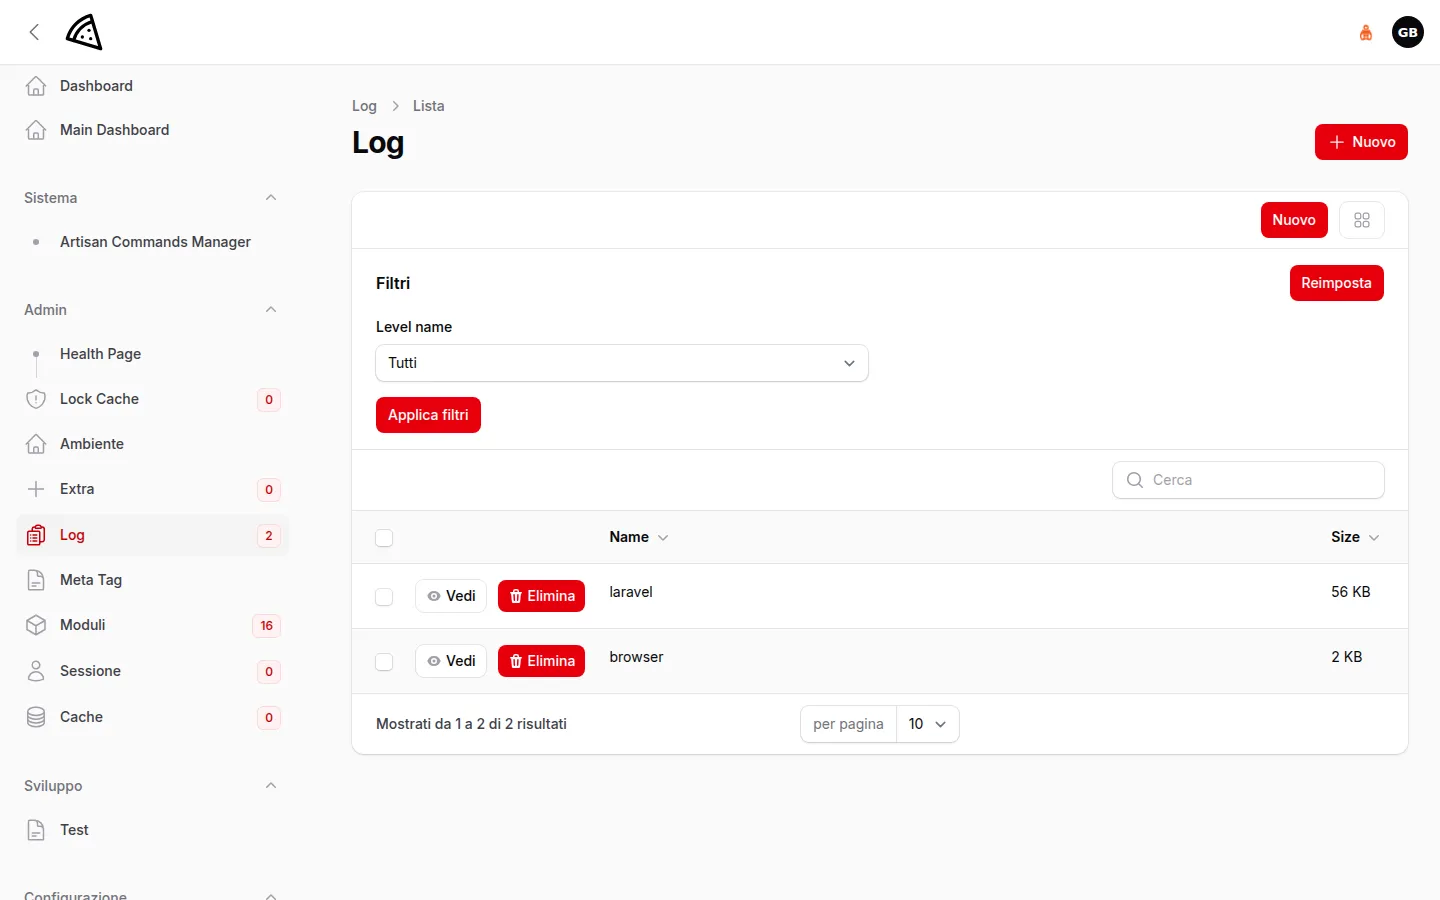 GB
Dashboard
Main Dashboard
Sistema
Artisan Commands Manager
Admin
Health Page
Lock Cache 0
Ambiente
Extra 0
Log 2
Meta Tag
Moduli 16
Sessione 0
Cache 0
Sviluppo
Test
Configurazione
Log > Lista
Log
Nuovo
Nuovo
Filtri
Reimposta
Level name
Tutti
Applica filtri
Cerca
Name Size
Vedi Elimina laravel 56 KB
Vedi Elimina browser 2 KB
Mostrati da 1 a 2 di 2 risultati per pagina 10